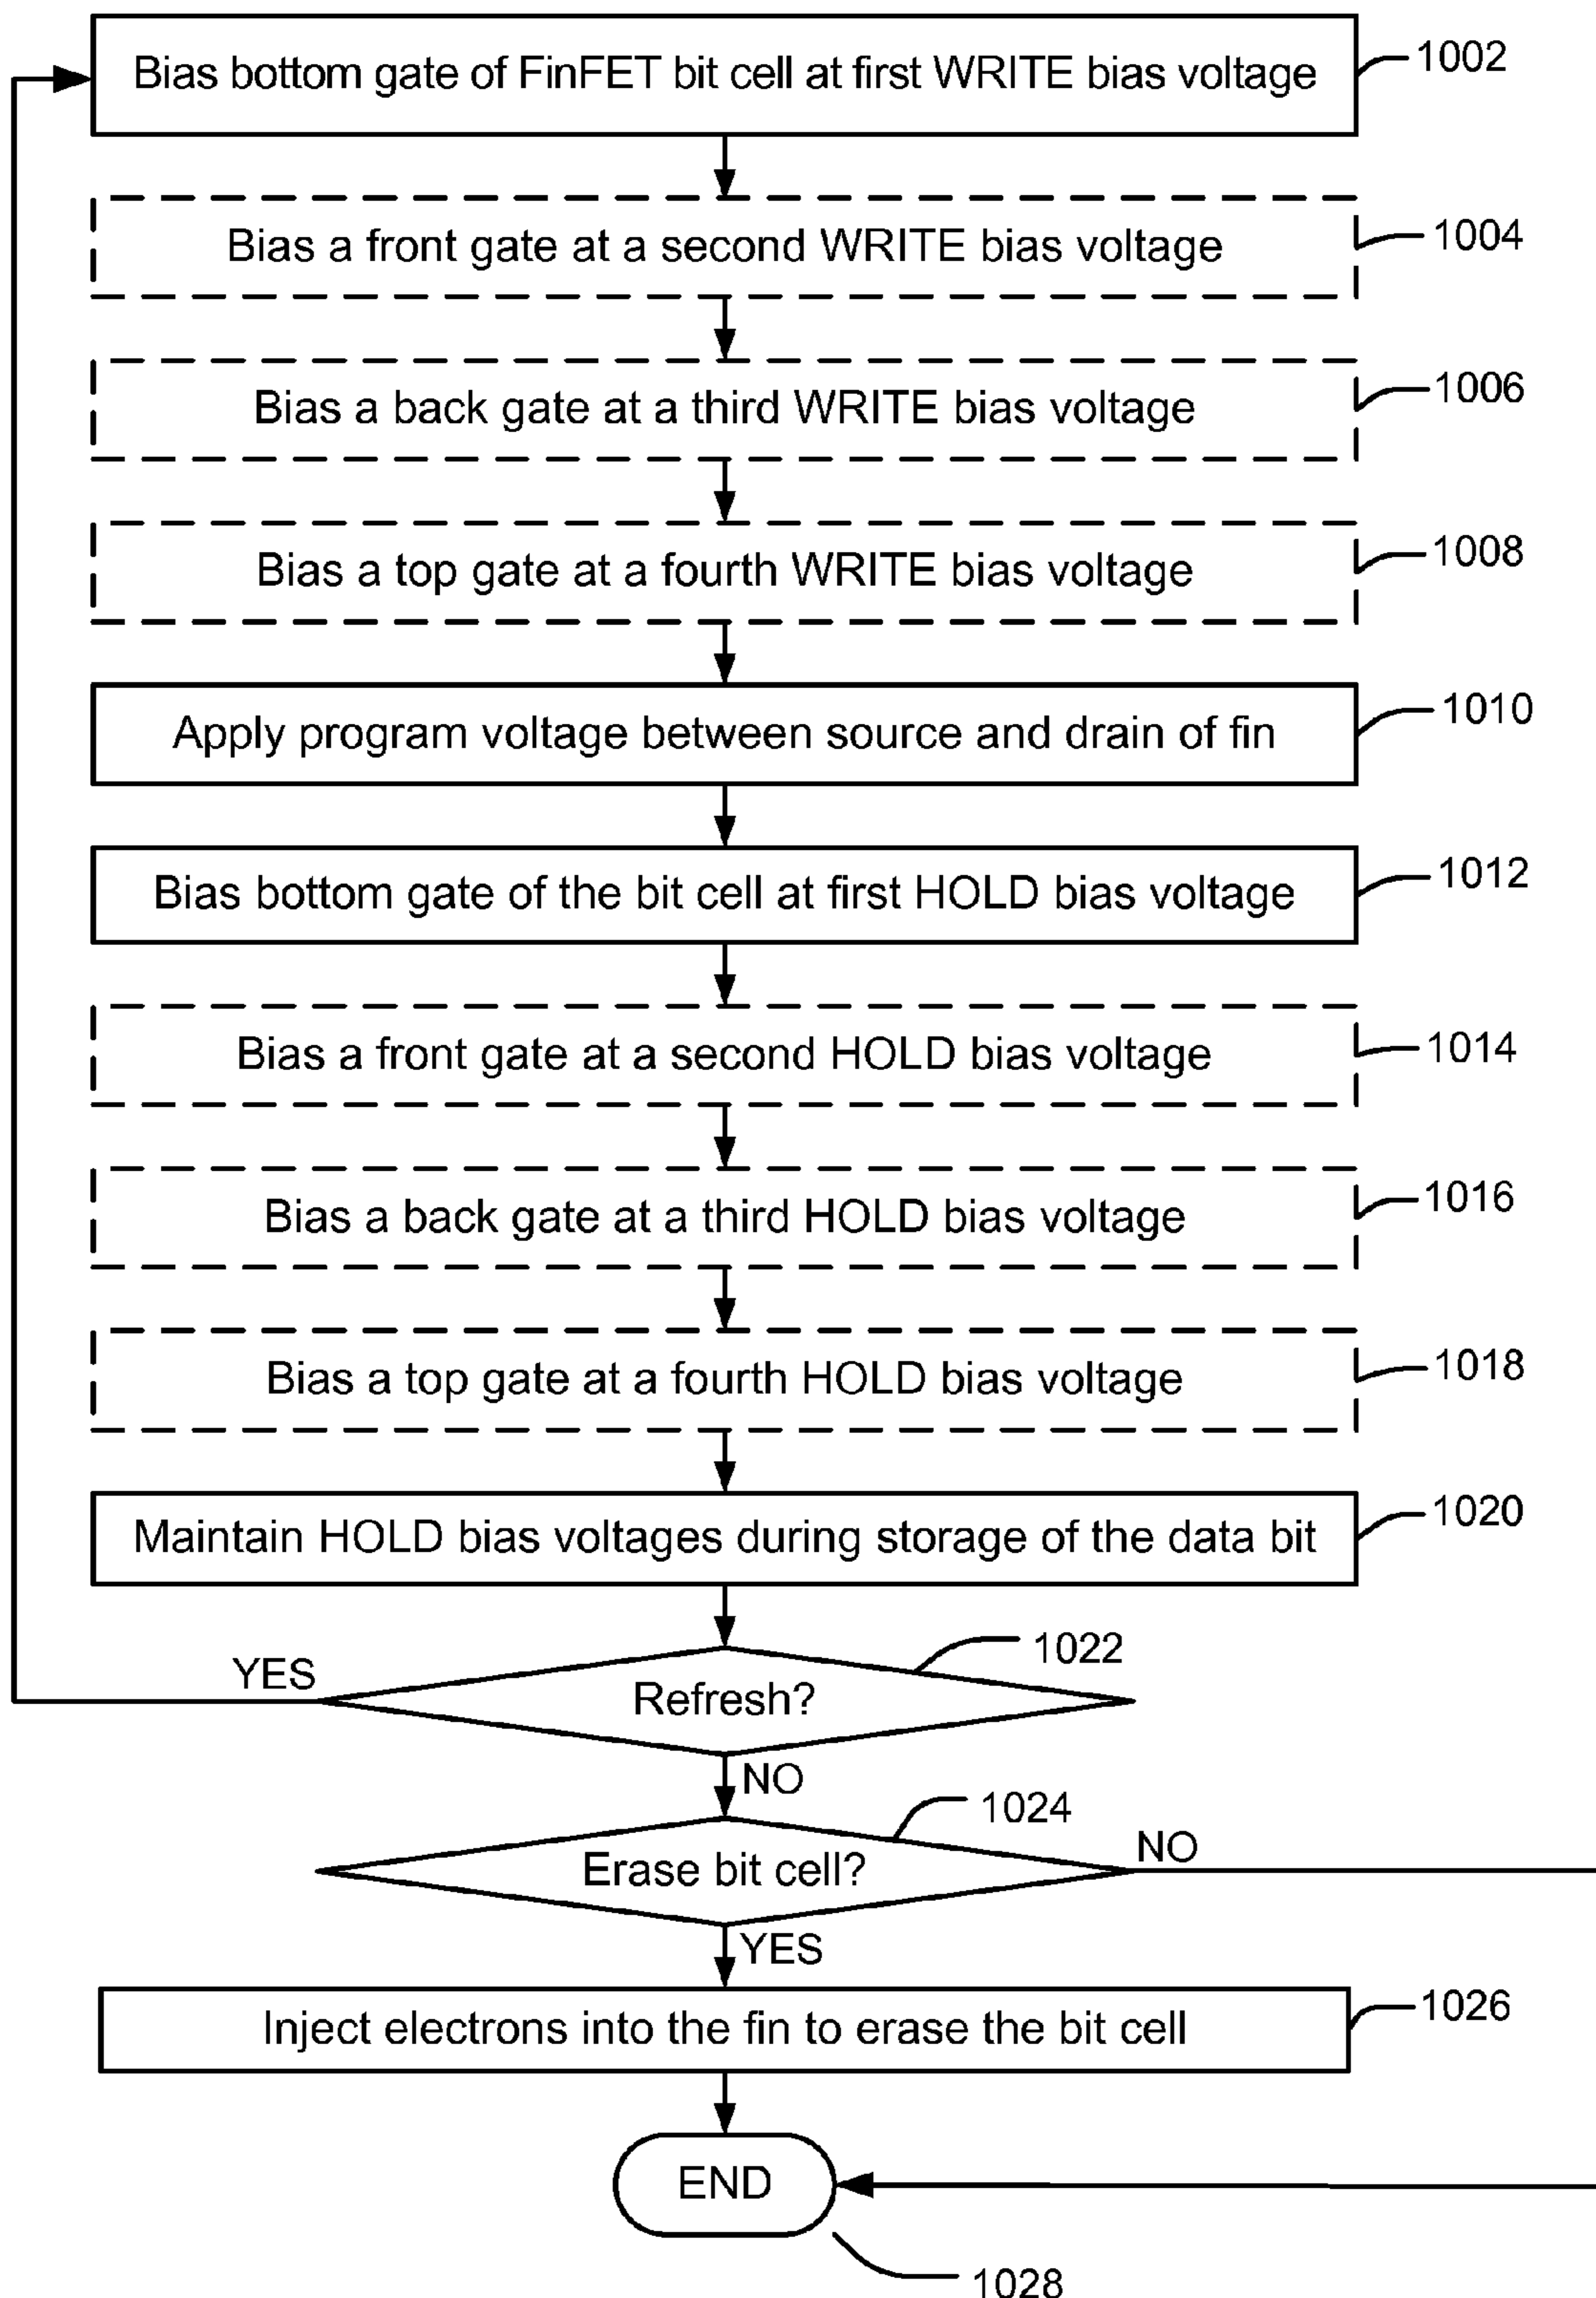 Bias bottom gate of FinFET bit cell at first WRITE bias voltage
1002
Bias a front gate at a second WRITE bias voltage
1004
Bias a back gate at a third WRITE bias voltage
1006
Bias a top gate at a fourth WRITE bias voltage
1008
Apply program voltage between source and drain of fin
1010
Bias bottom gate of the bit cell at first HOLD bias voltage
1012
Bias a front gate at a second HOLD bias voltage
1014
Bias a back gate at a third HOLD bias voltage
1016
Bias a top gate at a fourth HOLD bias voltage
1018
Maintain HOLD bias voltages during storage of the data bit
1020
1022
YES
Refresh?
NO
1024
NO
Erase bit cell?
YES
Inject electrons into the fin to erase the bit cell
1026
END
1028